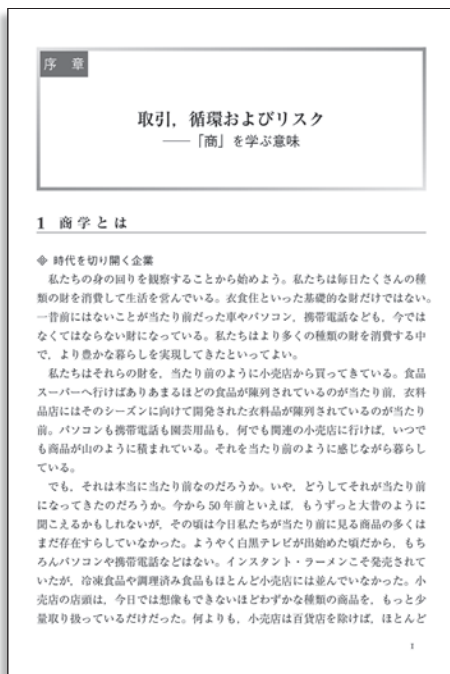 序 章
取引，循環およびリスク
──「商」を学ぶ意味
1 商学とは
◈ 時代を切り開く企業
私たちの身の回りを観察することから始めよう。私たちは毎日たくさんの種
類の財を消費して生活を営んでいる。衣食住といった基礎的な財だけではない。
一昔前にはないことが当たり前だった車やパソコン，携帯電話なども，今では
なくてはならない財になっている。私たちはより多くの種類の財を消費する中
で，より豊かな暮らしを実現してきたといってよい。
私たちはそれらの財を，当たり前のように小売店から買ってきている。食品
スーパーへ行けばありあまるほどの食品が陳列されているのが当たり前，衣料
品店にはそのシーズンに向けて開発された衣料品が陳列されているのが当たり
前。パソコンも携帯電話も園芸用品も，何でも関連の小売店に行けば，いつで
も商品が山のように積まれている。それを当たり前のように感じながら暮らし
ている。
でも，それは本当に当たり前なのだろうか。いや，どうしてそれが当たり前
になってきたのだろうか。今から50年前といえば，もうずっと大昔のように
聞こえるかもしれないが，その頃は今日私たちが当たり前に見る商品の多くは
まだ存在すらしていなかった。ようやく白黒テレビが出始めた頃だから，もち
ろんパソコンや携帯電話などはない。インスタント・ラーメンこそ発売されて
いたが，冷凍食品や調理済み食品もほとんど小売店には並んでいなかった。小
売店の店頭は，今日では想像もできないほどわずかな種類の商品を，もっと少
量取り扱っているだけだった。何よりも，小売店は百貨店を除けば，ほとんど
1